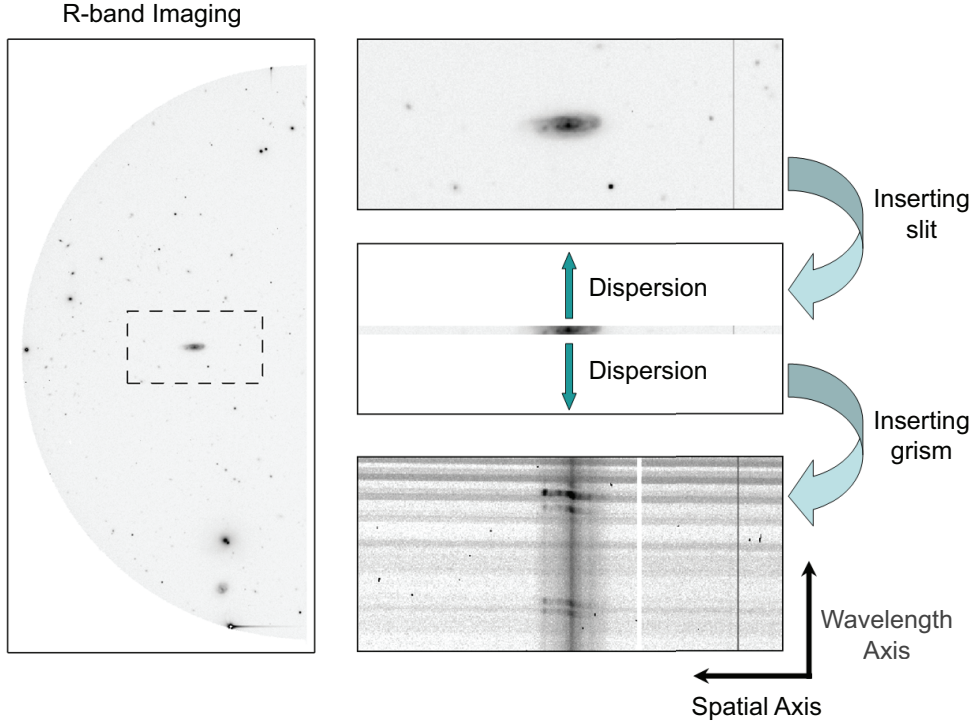 R-band Imaging
Inserting
slit
Dispersion
Dispersion
Inserting
grism
Wavelength
Axis
Spatial Axis